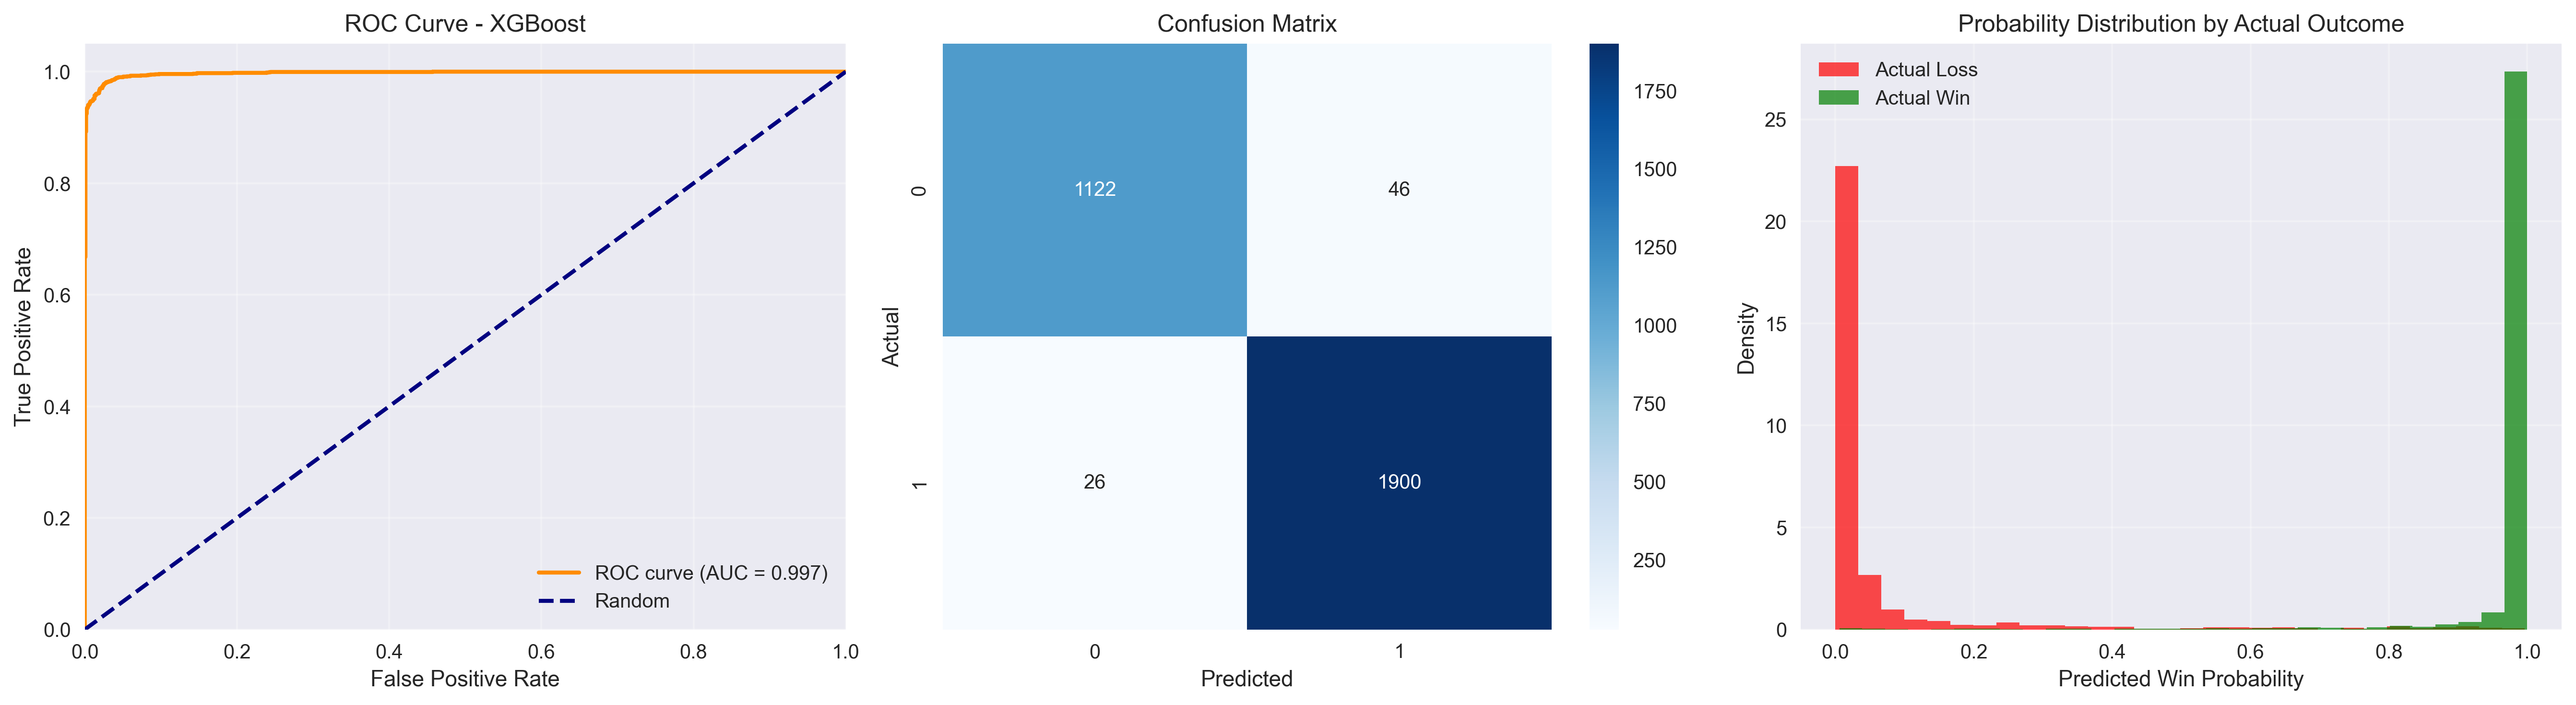 ROC Curve - XGBoost
True Positive Rate
1.0
0.8
0.6
0.4
0.2
0.0
ROC curve (AUC = 0.997)
Random
0.0 0.2 0.4 0.6 0.8 1.0
False Positive Rate
Confusion Matrix
Actual
0
1
1122 46
26 1900
0 1
Predicted
1750
1500
1250
1000
750
500
250
Probability Distribution by Actual Outcome
Actual Loss
Actual Win
Density
25
20
15
10
5
0
0.0 0.2 0.4 0.6 0.8 1.0
Predicted Win Probability